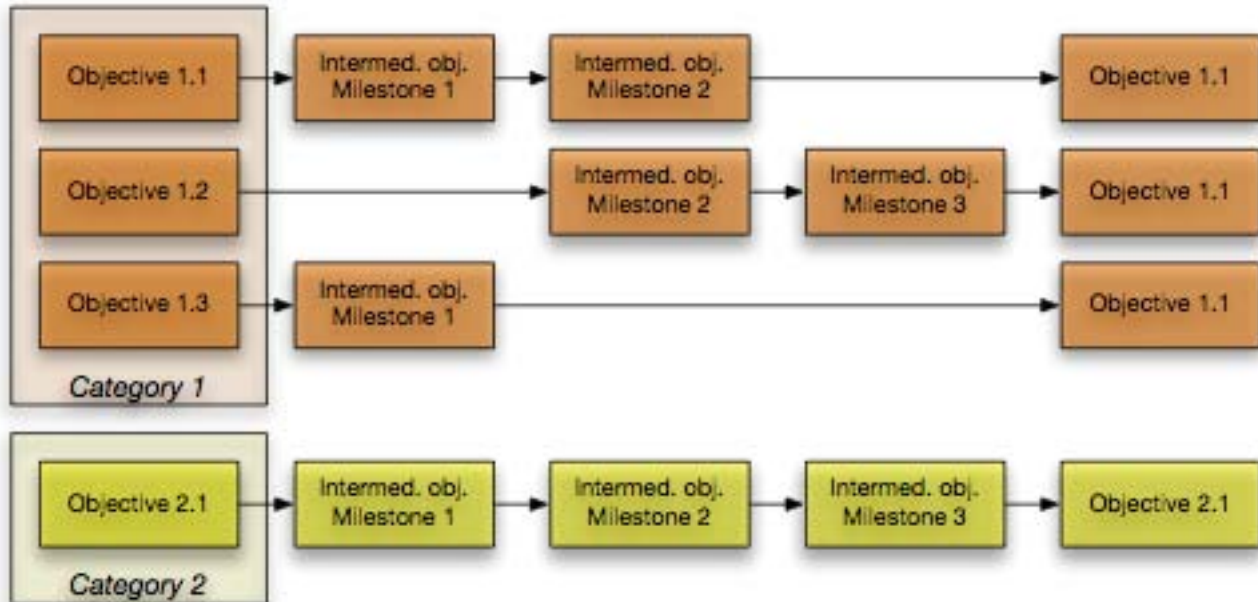 Objective 1.1
Intermed. obj.
Milestone 1
Intermed. obj.
Milestone 2
Objective 1.1
Objective 1.2
Intermed. obj.
Milestone 2
Intermed. obj.
Milestone 3
Objective 1.1
Objective 1.3
Intermed. obj.
Milestone 1
Objective 1.1
Category 1
Objective 2.1
Intermed. obj.
Milestone 1
Intermed. obj.
Milestone 2
Intermed. obj.
Milestone 3
Objective 2.1
Category 2